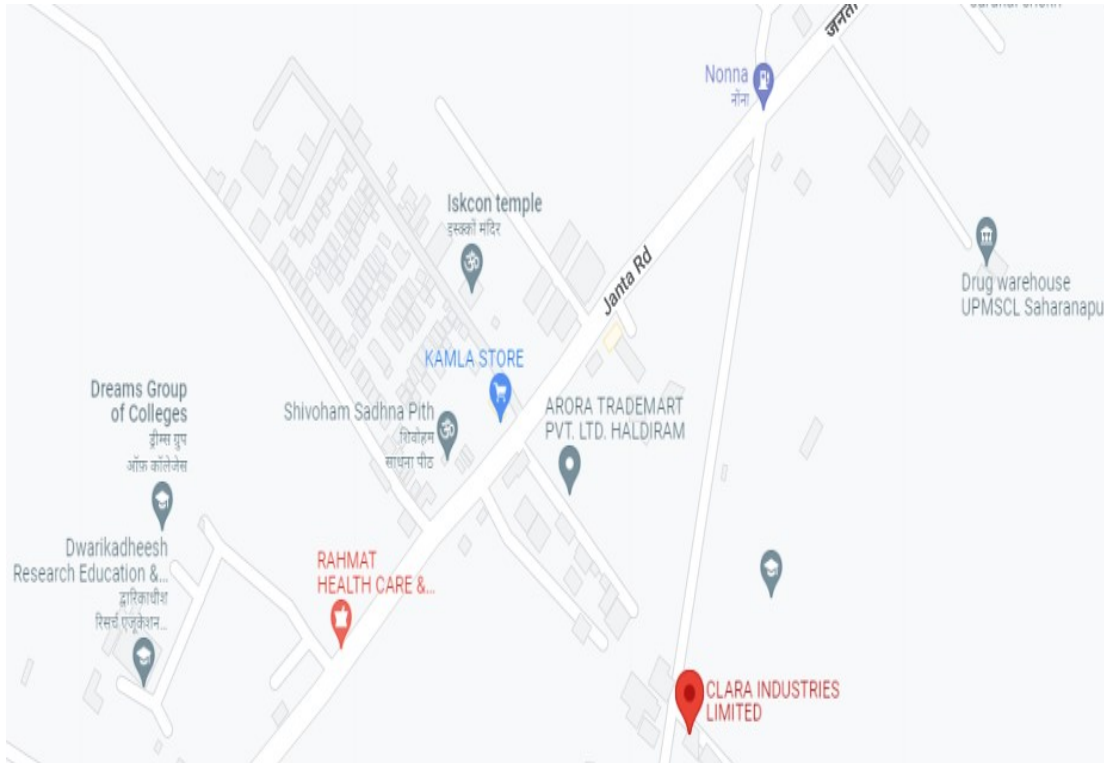 जनता
Nonna
नोंना
Iskcon temple
इस्क्कों मंदिर
Janta Rd
Drug warehouse
UPMSCL Saharanapu
KAMLA STORE
Dreams Group
of Colleges
ड्रीम्स ग्रुप
ऑफ़ कॉलेजेस
Shivoham Sadhna Pith
शिवोहम
साधना पीठ
ARORA TRADEMART
PVT. LTD. HALDIRAM
Dwarikadheesh
Research Education &...
द्वारिकाधीश
रिसर्च एजूकेशन...
RAHMAT
HEALTH CARE &...
CLARA INDUSTRIES
LIMITED